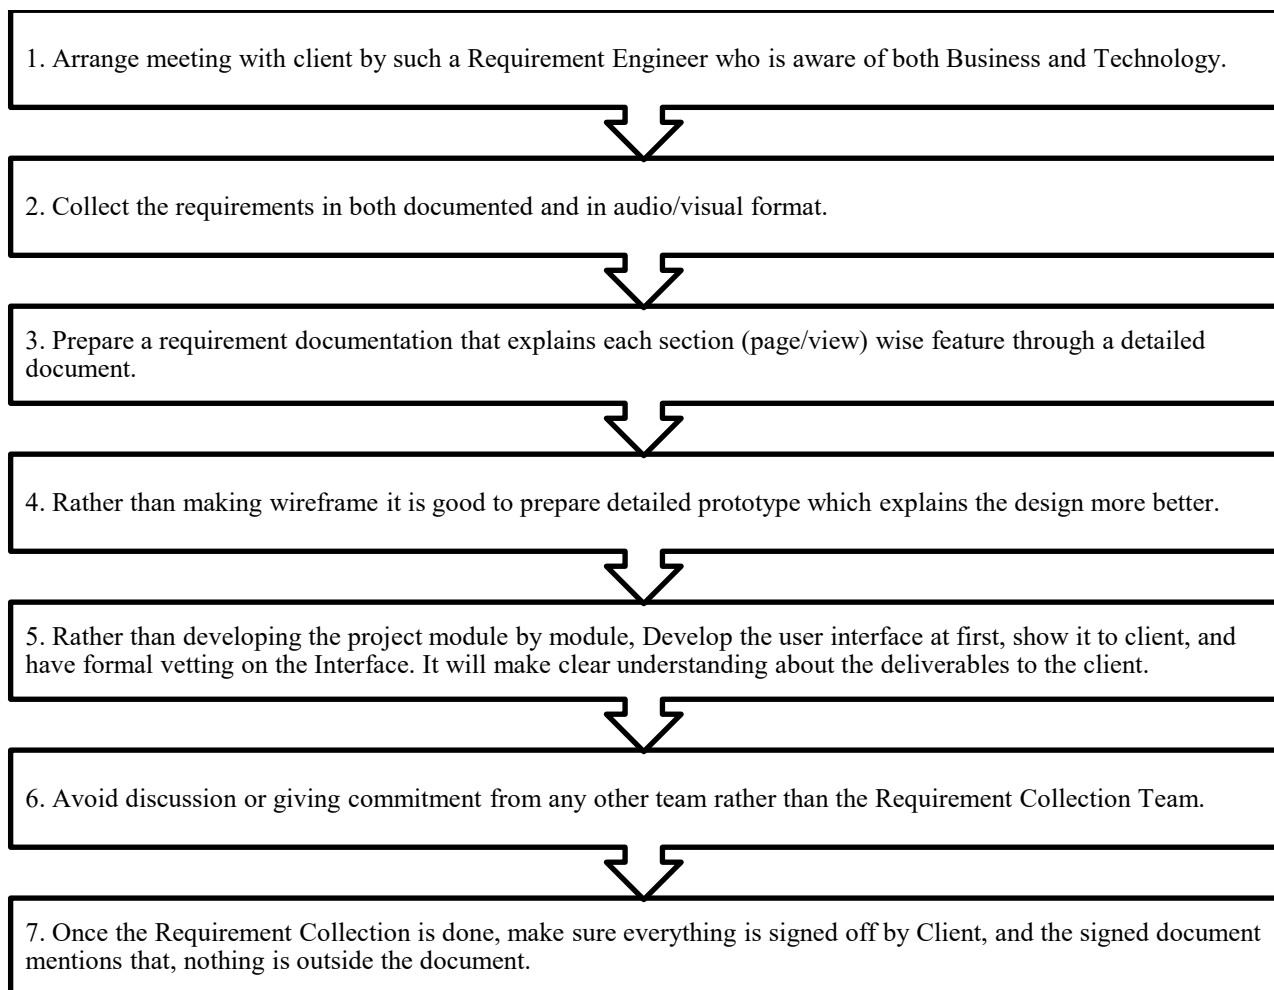 1. Arrange meeting with client by such a Requirement Engineer who is aware of both Business and Technology.
2. Collect the requirements in both documented and in audio/visual format.
3. Prepare a requirement documentation that explains each section (page/view) wise feature through a detailed
document.
4. Rather than making wireframe it is good to prepare detailed prototype which explains the design more better.
5. Rather than developing the project module by module, Develop the user interface at first, show it to client, and
have formal vetting on the Interface. It will make clear understanding about the deliverables to the client.
6. Avoid discussion or giving commitment from any other team rather than the Requirement Collection Team.
7. Once the Requirement Collection is done, make sure everything is signed off by Client, and the signed document
mentions that, nothing is outside the document.